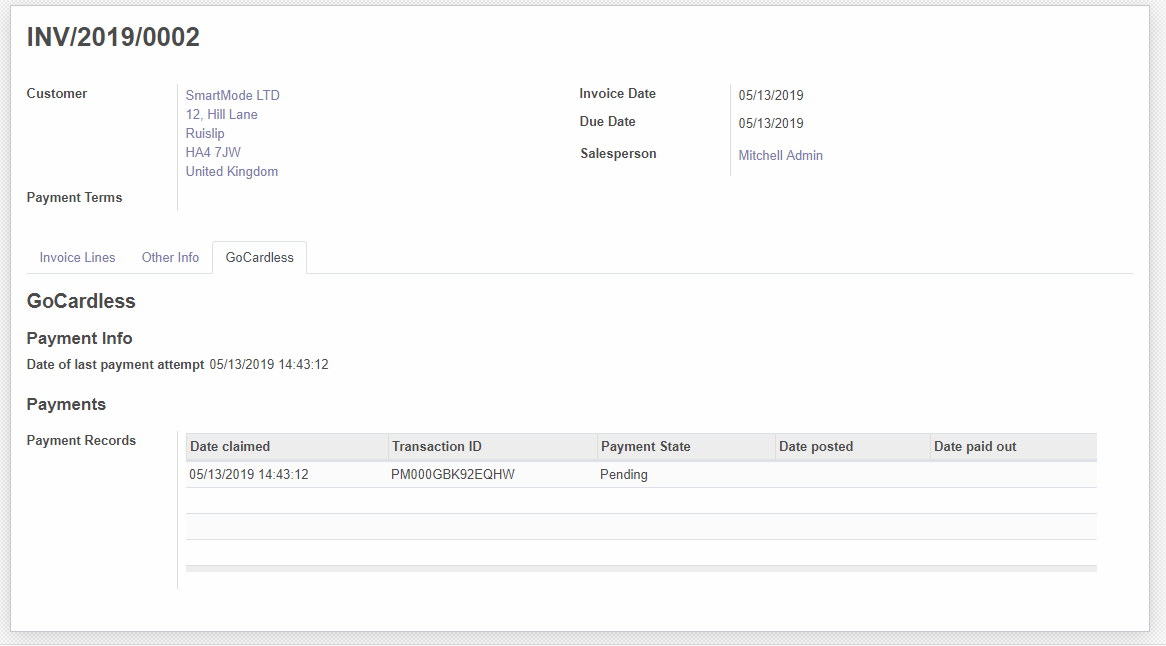 INV/2019/0002
Customer
SmartMode LTD
12, Hill Lane
Ruislip
HA4 7JW
United Kingdom
Payment Terms
Invoice Date 05/13/2019
Due Date 05/13/2019
Salesperson Mitchell Admin
Invoice Lines Other Info GoCardless
GoCardless
Payment Info
Date of last payment attempt 05/13/2019 14:43:12
Payments
Payment Records
Date claimed Transaction ID Payment State Date posted Date paid out
05/13/2019 14:43:12 PM000GBK92EQHW Pending